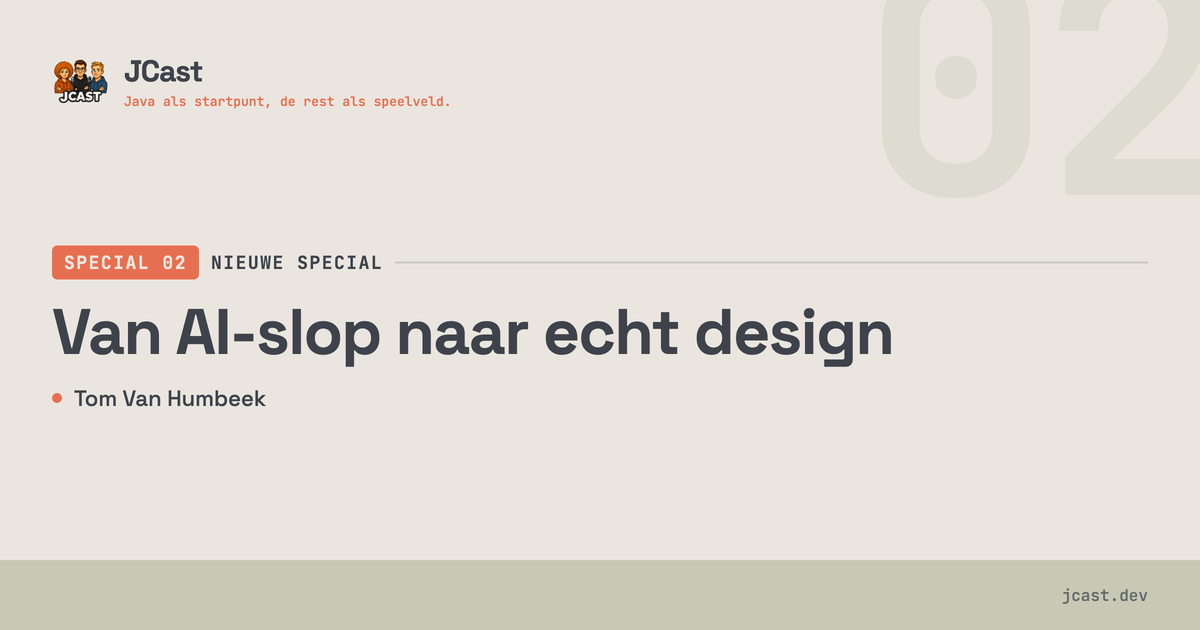 02
JCast
JCAST
Java als startpunt, de rest als speelveld.
SPECIAL 02 NIEUWE SPECIAL
Van AI-slop naar echt design
Tom Van Humbeek
jcast.dev